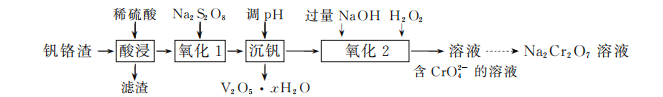 稀硫酸 Na₂S₂O₈ 调 pH 过量 NaOH H₂O₂
钒铬渣 酸浸 氧化 1 沉钒 氧化 2 溶液 Na₂Cr₂O₇ 溶液
滤渣 V₂O₅·xH₂O 含 CrO₄²⁻ 的溶液